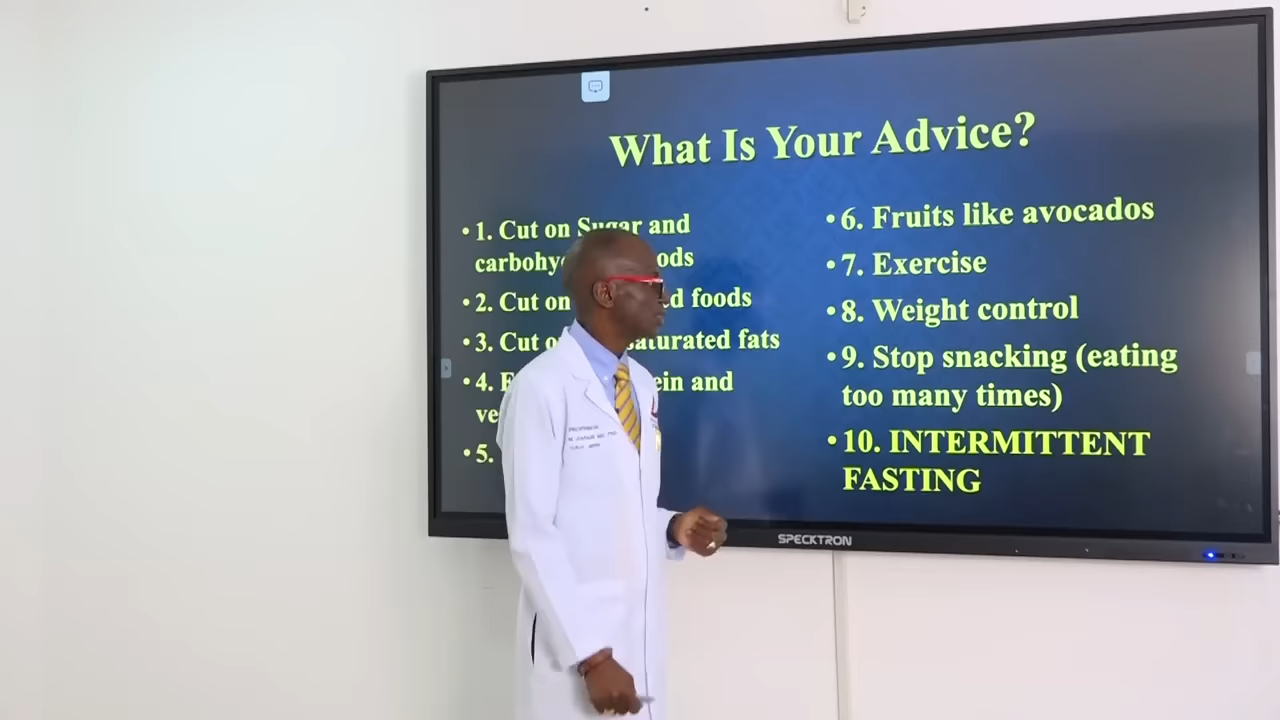 What Is Your Advice?
• 1. Cut on Sugar and
carbohy ods
• 2. Cut on d foods
• 3. Cut o saturated fats
• 4. ein and
ve
• 5.
• 6. Fruits like avocados
• 7. Exercise
• 8. Weight control
• 9. Stop snacking (eating
too many times)
• 10. INTERMITTENT
FASTING
SPECKTRON
PROFESSOR